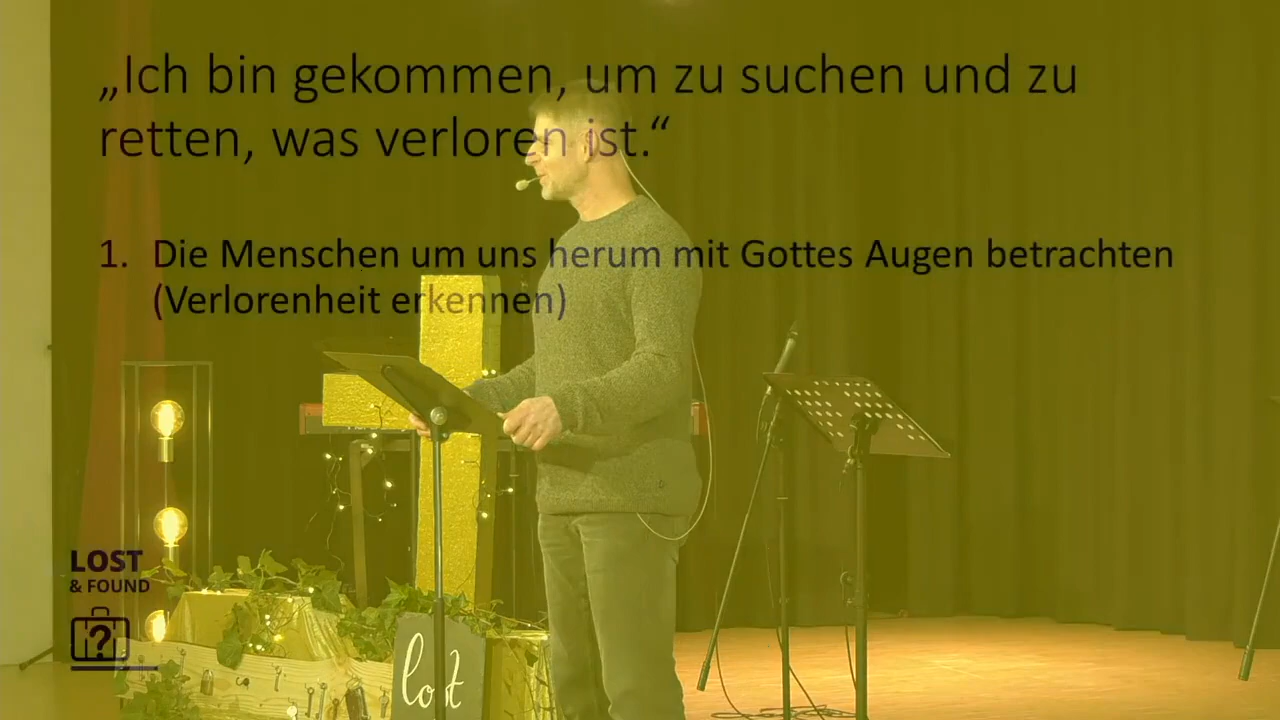 „Ich bin gekommen, um zu suchen und zu
retten, was verloren ist.“
1. Die Menschen um uns herum mit Gottes Augen betrachten
(Verlorenheit erkennen)
LOST
& FOUND
?
lost